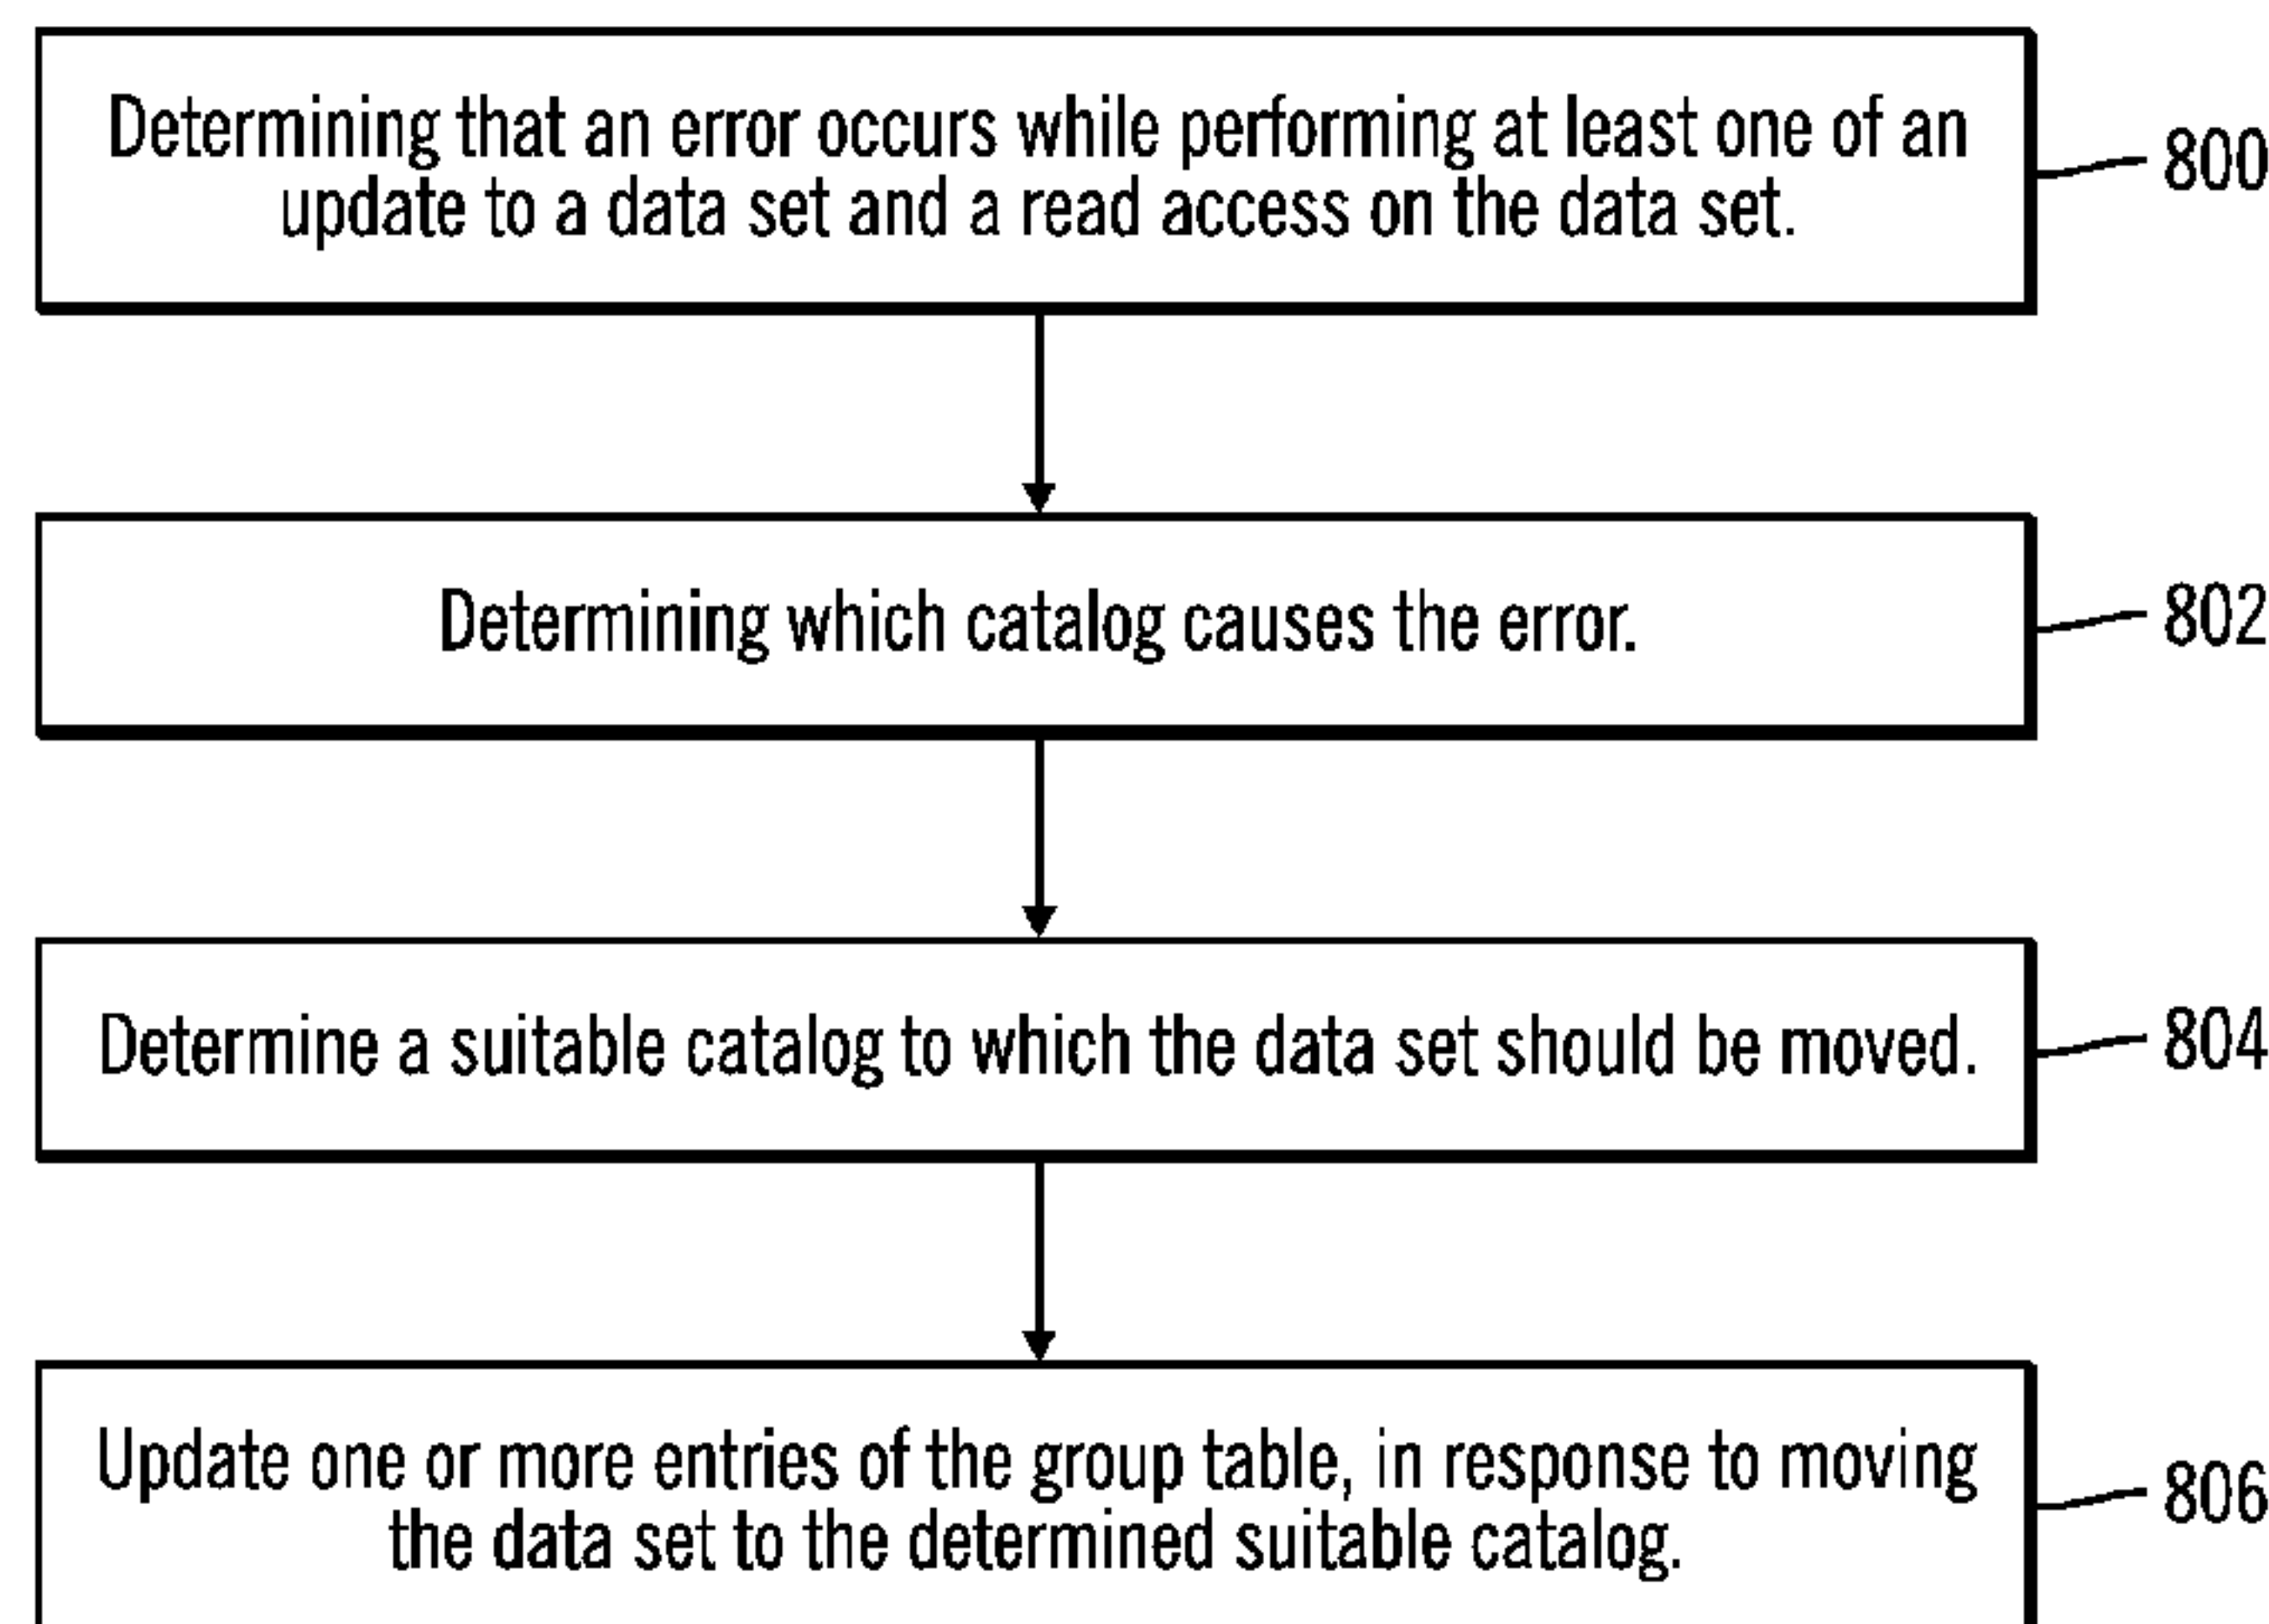 Determining that an error occurs while performing at least one of an
update to a data set and a read access on the data set.
800
Determining which catalog causes the error.
802
Determine a suitable catalog to which the data set should be moved.
804
Update one or more entries of the group table, in response to moving
the data set to the determined suitable catalog.
806